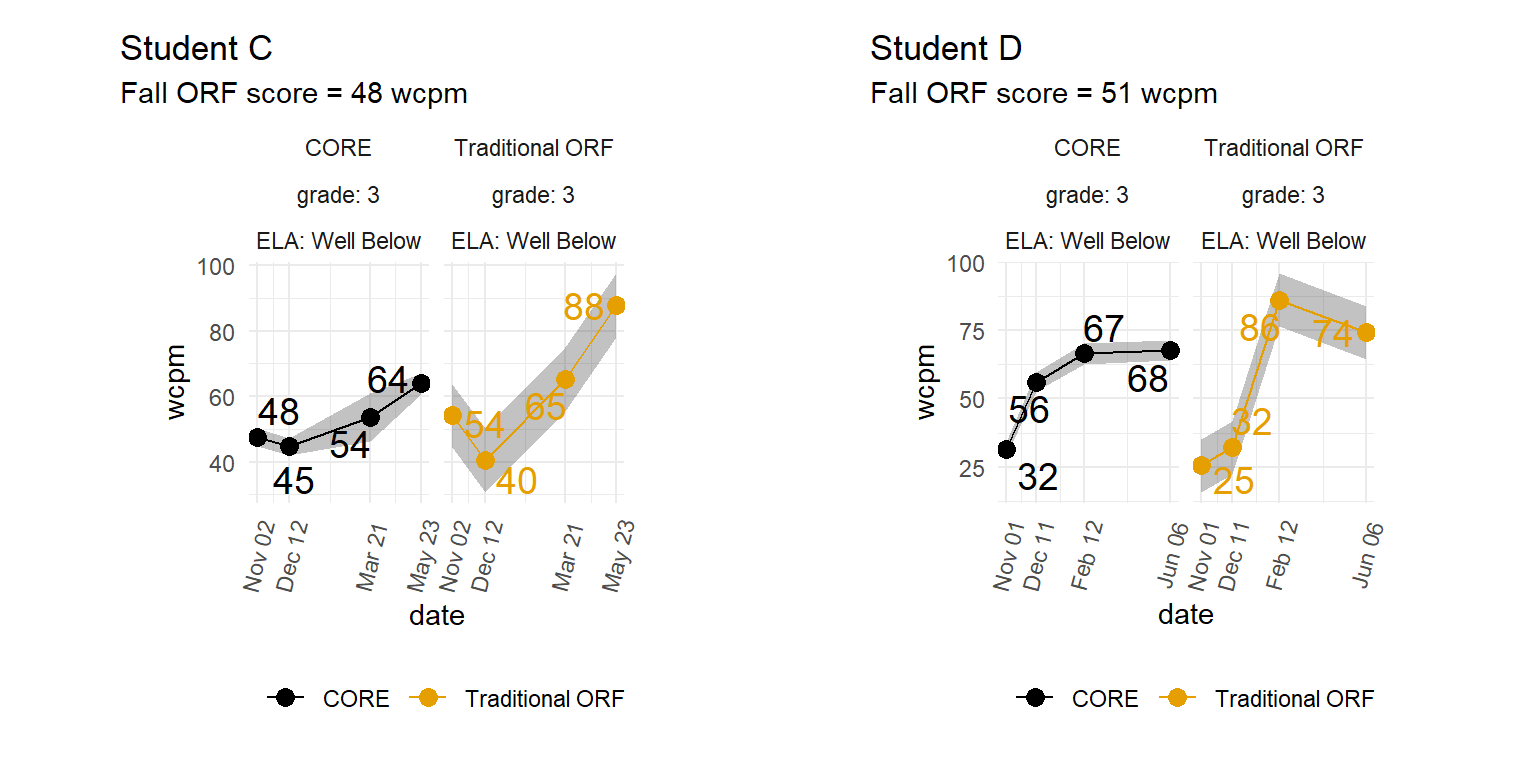 Student C
Fall ORF score = 48 wcpm
CORE
Traditional ORF
grade: 3
grade: 3
ELA: Well Below
ELA: Well Below
wcpm
100
80
60
40
48
45
54
64
54
40
65
88
Nov 02
Dec 12
Mar 21
May 23
Nov 02
Dec 12
Mar 21
May 23
date
CORE
Traditional ORF
Student D
Fall ORF score = 51 wcpm
CORE
Traditional ORF
grade: 3
grade: 3
ELA: Well Below
ELA: Well Below
wcpm
100
75
50
25
32
56
67
68
25
32
86
74
Nov 01
Dec 11
Feb 12
Jun 06
Nov 01
Dec 11
Feb 12
Jun 06
date
CORE
Traditional ORF